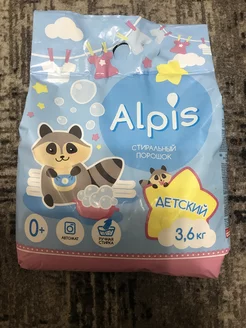 Alpis
СТИРАЛЬНЫЙ
ПОРОШОК
ДЕТСКИЙ
3,6 кг
0+
АВТОМАТ
РУЧНАЯ
СТИРКА